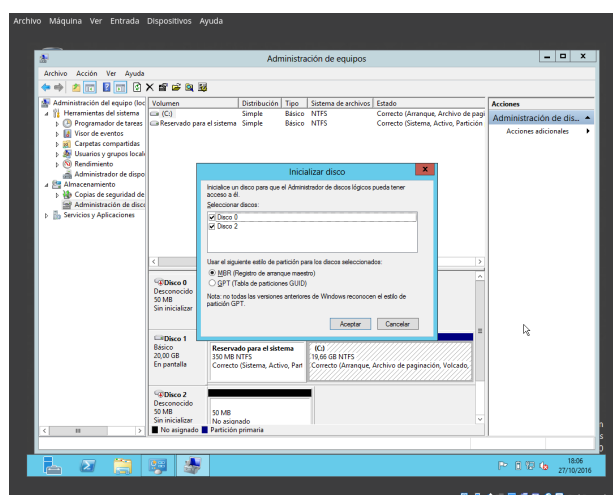 Archivo Máquina Ver Entrada Dispositivos Ayuda
Administración de equipos
Archivo Acción Ver Ayuda
Administración del equipo (loc
Herramientas del sistema
Programador de tareas
Visor de eventos
Carpetas compartidas
Usuarios y grupos locale
Rendimiento
Administrador de dispo
Almacenamiento
Copias de seguridad de
Administración de disco
Servicios y Aplicaciones
Volumen Distribución Tipo Sistema de archivos Estado
(C:) Simple Básico NTFS Correcto (Arranque, Archivo de pagi
Reservado para el sistema Simple Básico NTFS Correcto (Sistema, Activo, Partición
Acciones
Administración de dis...
Acciones adicionales
Inicializar disco
Inicialice un disco para que el Administrador de discos lógicos pueda tener
acceso a él.
Seleccionar discos:
Disco 0
Disco 2
Usar el siguiente estilo de partición para los discos seleccionados:
MBR (Registro de arranque maestro)
GPT (Tabla de particiones GUID)
Nota: no todas las versiones anteriores de Windows reconocen el estilo de
partición GPT.
Aceptar Cancelar
Disco 0
Desconocido
50 MB
Sin inicializar
Disco 1
Básico
20,00 GB
En pantalla
Reservado para el sistema
350 MB NTFS
Correcto (Sistema, Activo, Part
(C:)
19,66 GB NTFS
Correcto (Arranque, Archivo de paginación, Volcado,
Disco 2
Desconocido
50 MB
Sin inicializar
50 MB
No asignado
No asignado Partición primaria
18:06
27/10/2016